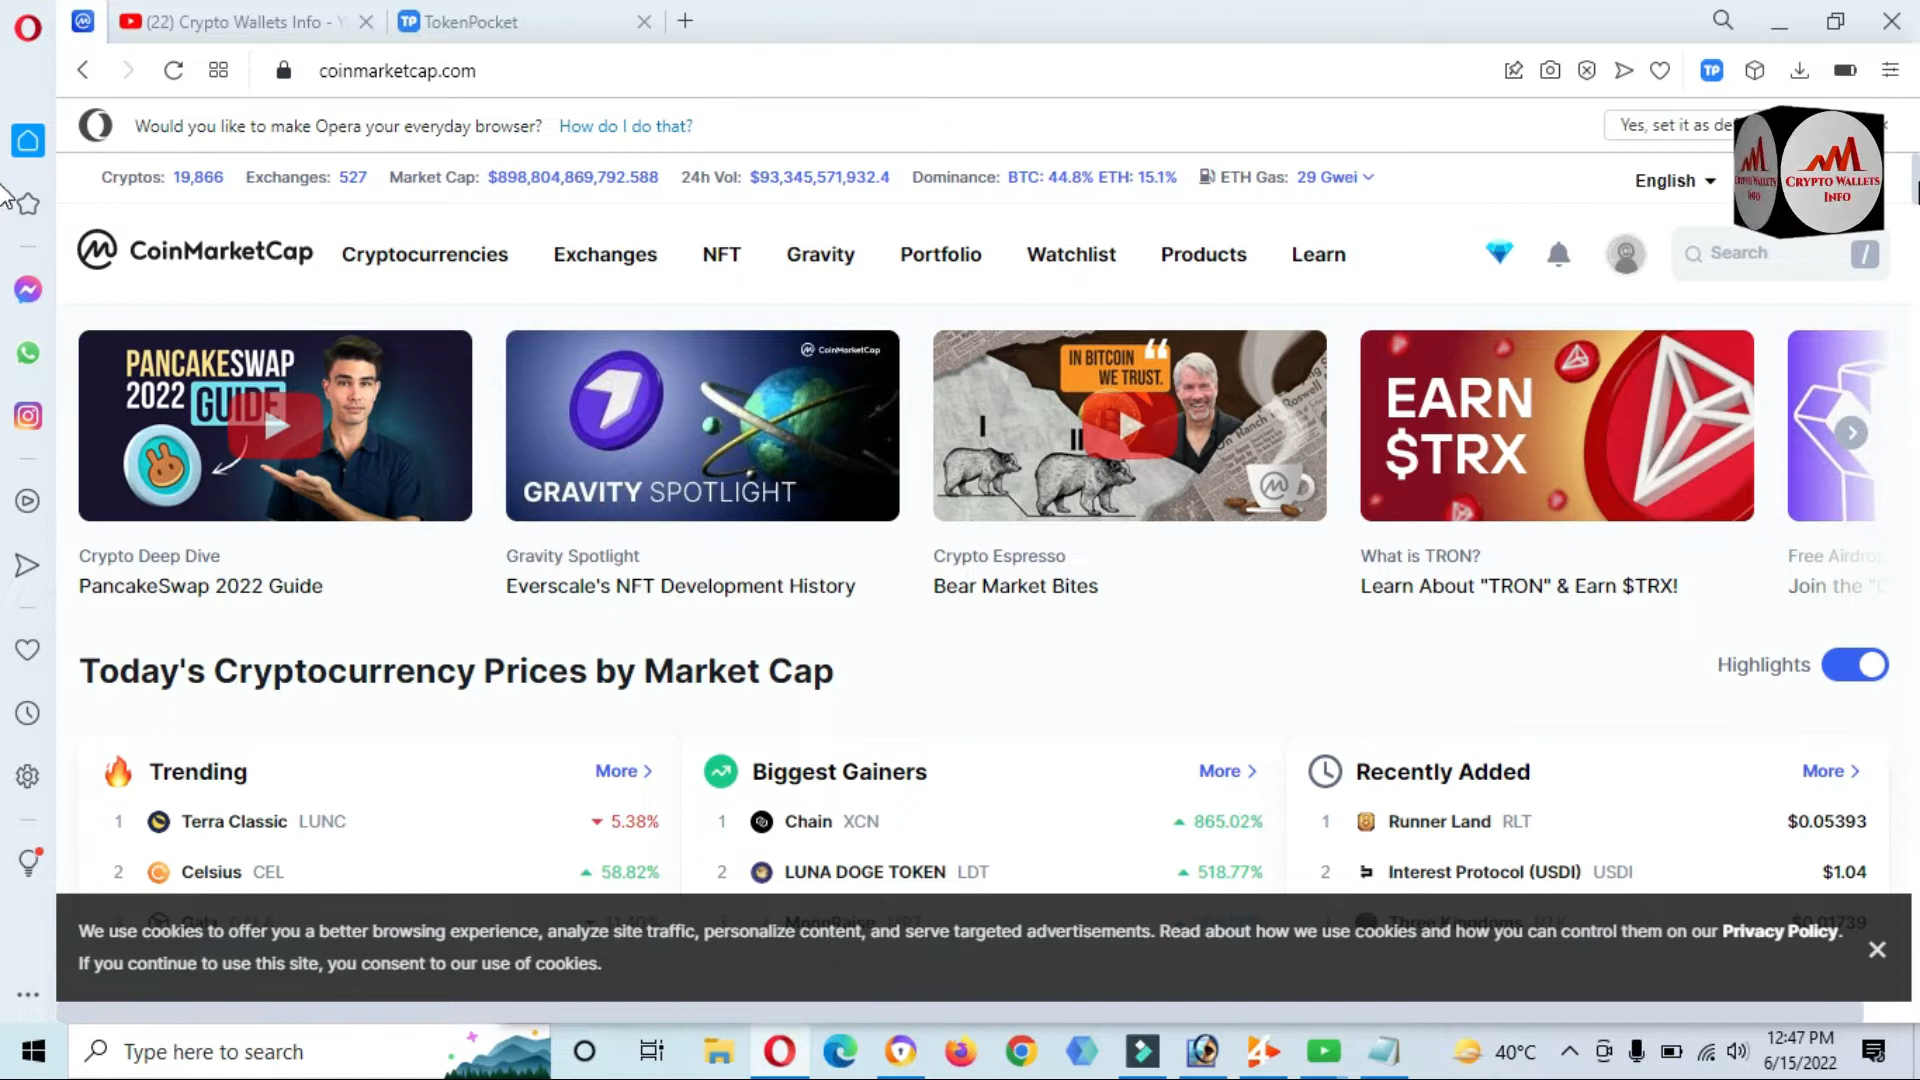 (22) Crypto Wallets Info -
TP TokenPocket
coinmarketcap.com
TP
Would you like to make Opera your everyday browser? How do I do that?
Yes, set it as
Cryptos: 19,866 Exchanges: 527 Market Cap: $898,804,869,792.588 24h Vol: $93,345,571,932.4 Dominance: BTC: 44.8% ETH: 15.1% ETH Gas: 29 Gwei
English
CRYPTO WALLETS
INFO
CRYPTO WALLETS
INFO
CoinMarketCap Cryptocurrencies Exchanges NFT Gravity Portfolio Watchlist Products Learn
Search /
PANCAKESWAP
2022 GUIDE
CoinMarketCap
GRAVITY SPOTLIGHT
IN BITCOIN
WE TRUST.
I II
EARN
$TRX
Crypto Deep Dive
PancakeSwap 2022 Guide
Gravity Spotlight
Everscale's NFT Development History
Crypto Espresso
Bear Market Bites
What is TRON?
Learn About "TRON" & Earn $TRX!
Free
Join the
Today's Cryptocurrency Prices by Market Cap
Highlights
Trending More
1 Terra Classic LUNC 5.38%
2 Celsius CEL 58.82%
Biggest Gainers More
1 Chain XCN 865.02%
2 LUNA DOGE TOKEN LDT 518.77%
Recently Added More
1 Runner Land RLT $0.05393
2 Interest Protocol (USDI) USDI $1.04
We use cookies to offer you a better browsing experience, analyze site traffic, personalize content, and serve targeted advertisements. Read about how we use cookies and how you can control them on our Privacy Policy.
If you continue to use this site, you consent to our use of cookies.
Type here to search
40°C
12:47 PM
6/15/2022